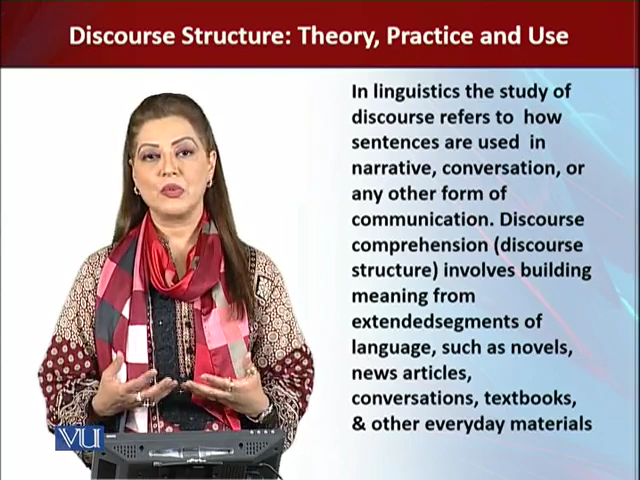 Discourse Structure: Theory, Practice and Use
In linguistics the study of
discourse refers to how
sentences are used in
narrative, conversation, or
any other form of
communication. Discourse
comprehension (discourse
structure) involves building
meaning from
extendedsegments of
language, such as novels,
news articles,
conversations, textbooks,
& other everyday materials
VU